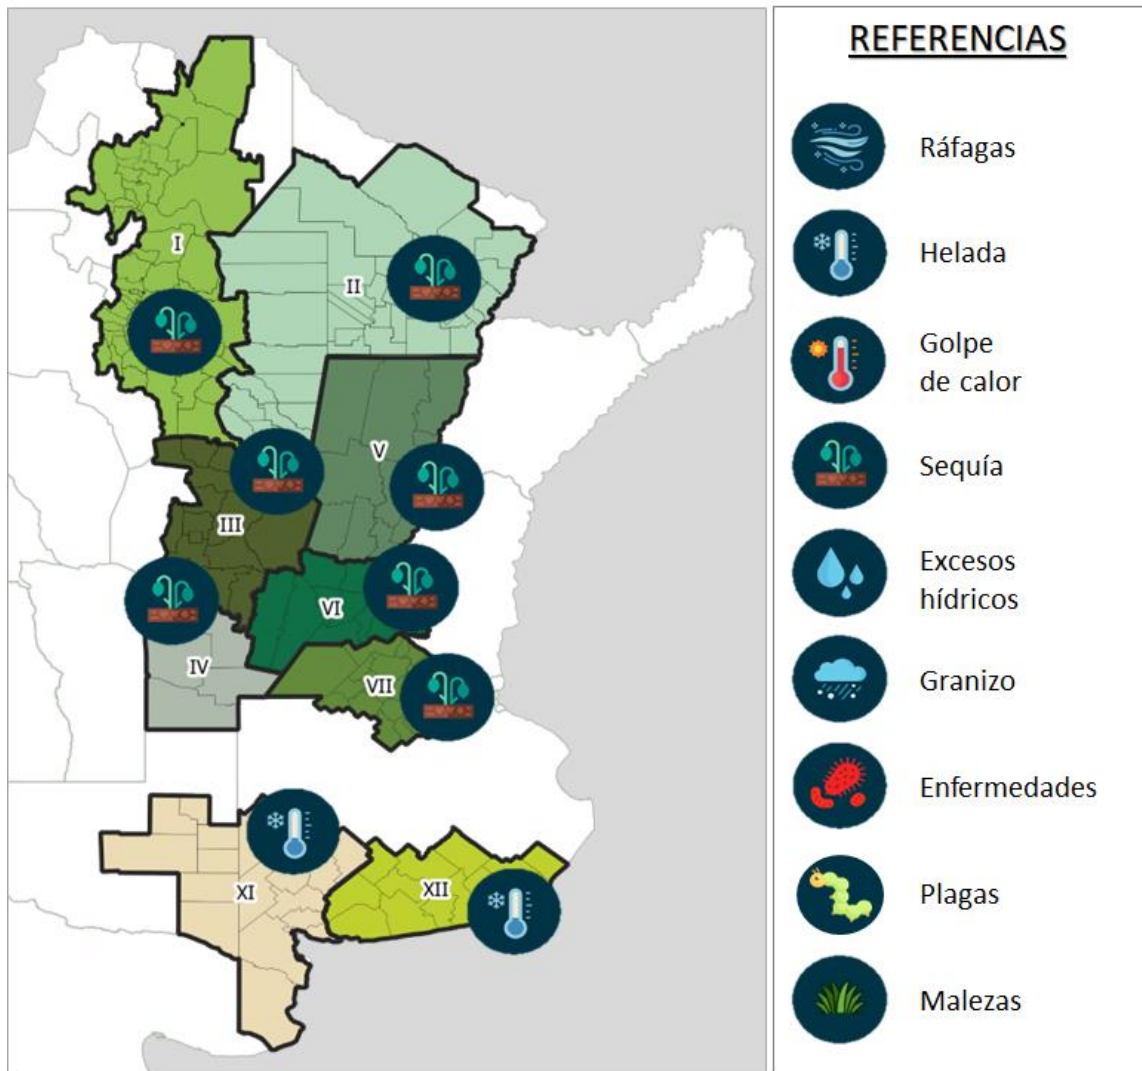 REFERENCIAS
Ráfagas
Helada
Golpe
de calor
Sequía
Excesos
hídricos
Granizo
Enfermedades
Plagas
Malezas
I
II
V
III
VI
IV
VII
XI
XII